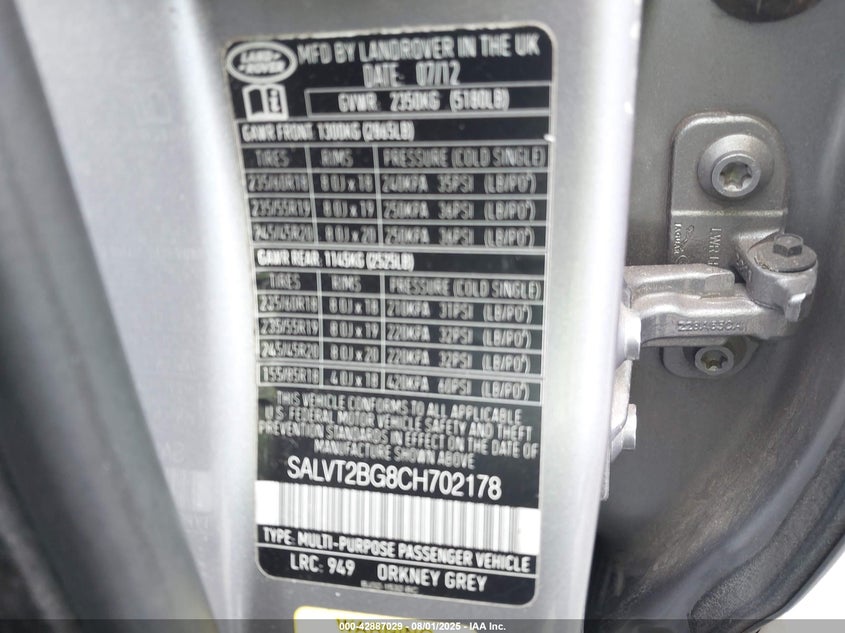 LAND ROVER
MFD BY LANDROVER IN THE UK
DATE: 07/12
GVWR: 2350KG (5180LB)
GAWR FRONT: 1300KG (2865LB)
TIRES RIMS PRESSURE (COLD SINGLE)
235/60R18 8.0J x 18 240KPA 35PSI (LB/PO²)
235/55R19 8.0J x 19 250KPA 36PSI (LB/PO²)
245/45R20 8.0J x 20 250KPA 36PSI (LB/PO²)
GAWR REAR: 1145KG (2525LB)
TIRES RIMS PRESSURE (COLD SINGLE)
235/60R18 8.0J x 18 210KPA 31PSI (LB/PO²)
235/55R19 8.0J x 19 220KPA 32PSI (LB/PO²)
245/45R20 8.0J x 20 220KPA 32PSI (LB/PO²)
155/85R18 4.0J x 18 420KPA 60PSI (LB/PO²)
THIS VEHICLE CONFORMS TO ALL APPLICABLE
U.S. FEDERAL MOTOR VEHICLE SAFETY AND THEFT
PREVENTION STANDARDS IN EFFECT ON THE DATE OF
MANUFACTURE SHOWN ABOVE
SALVT2BG8CH702178
TYPE: MULTI-PURPOSE PASSENGER VEHICLE
LRC: 949 ORKNEY GREY
LWR
000-42887029 - 08/01/2025 - IAA Inc.